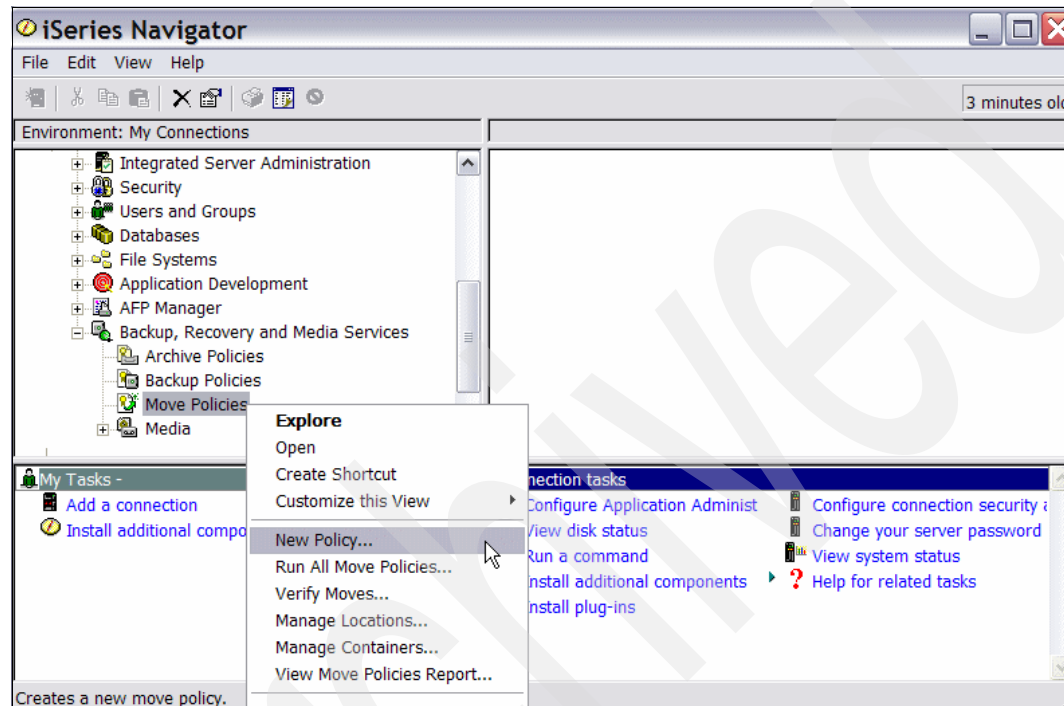 iSeries Navigator
File Edit View Help
3 minutes old
Environment: My Connections
Integrated Server Administration
Security
Users and Groups
Databases
File Systems
Application Development
AFP Manager
Backup, Recovery and Media Services
Archive Policies
Backup Policies
Move Policies
Media
Explore
Open
Create Shortcut
Customize this View
New Policy...
Run All Move Policies...
Verify Moves...
Manage Locations...
Manage Containers...
View Move Policies Report...
My Tasks -
Add a connection
Install additional compo
nection tasks
Configure Application Administ
View disk status
Run a command
nstall additional components
nstall plug-ins
Configure connection security
Change your server password
View system status
Help for related tasks
Creates a new move policy.